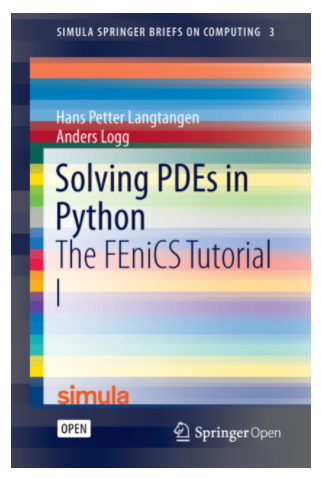 SIMULA SPRINGER BRIEFS ON COMPUTING 3
Hans Petter Langtangen
Anders Logg
Solving PDEs in
Python
The FEniCS Tutorial
I
simula
OPEN
Springer Open